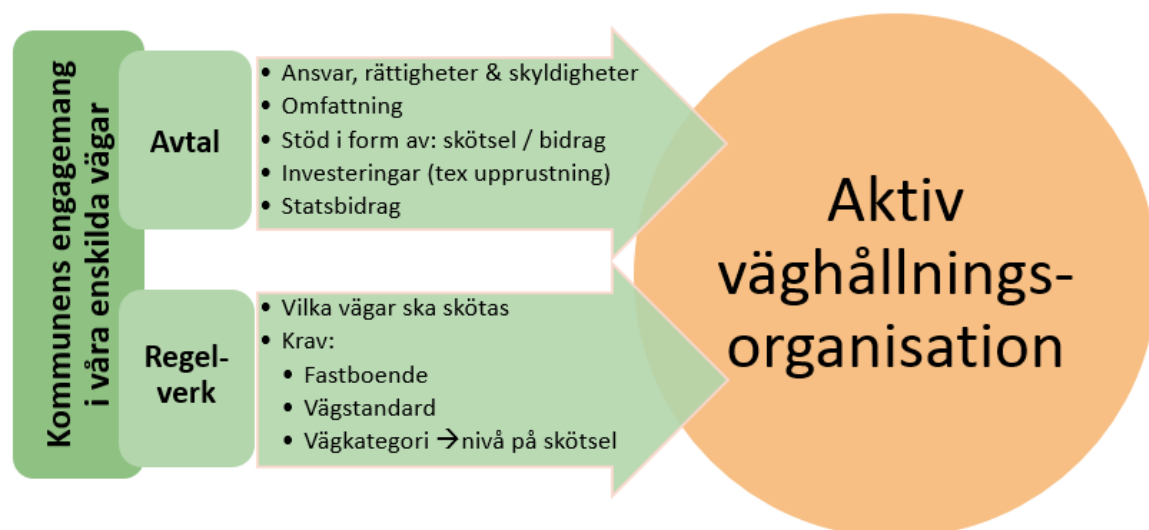 Kommunens engagemang
i våra enskilda vägar
Avtal
• Ansvar, rättigheter & skyldigheter
• Omfattning
• Stöd i form av: skötsel / bidrag
• Investeringar (tex upprustning)
• Statsbidrag
Regel-
verk
• Vilka vägar ska skötas
• Krav:
• Fastboende
• Vägstandard
• Vägkategori → nivå på skötsel
Aktiv
väghållnings-
organisation